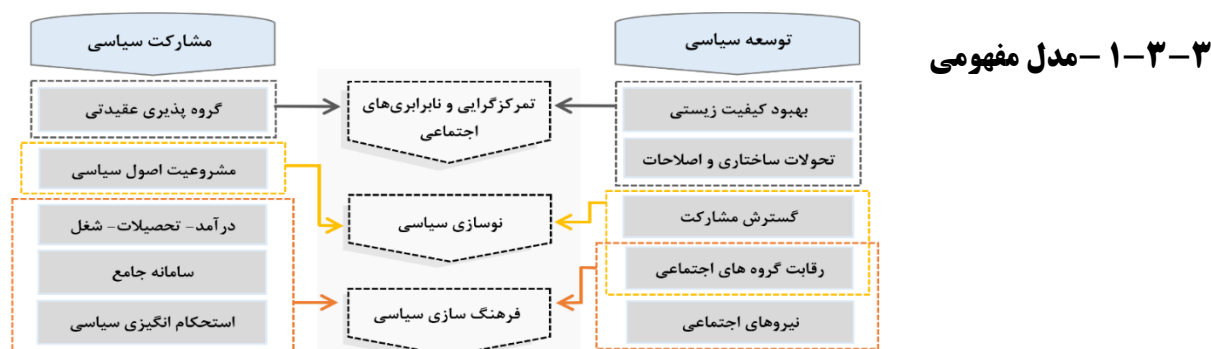 ۳-۳-۱- مدل مفهومی
توسعه سیاسی
مشارکت سیاسی
بهبود کیفیت زیستی
تمرکزگرایی و نابرابری‌های
اجتماعی
گروه پذیری عقیدتی
تحولات ساختاری و اصلاحات
مشروعیت اصول سیاسی
گسترش مشارکت
نوسازی سیاسی
درآمد- تحصیلات- شغل
رقابت گروه های اجتماعی
سامانه جامع
نیروهای اجتماعی
فرهنگ سازی سیاسی
استحکام انگیزی سیاسی